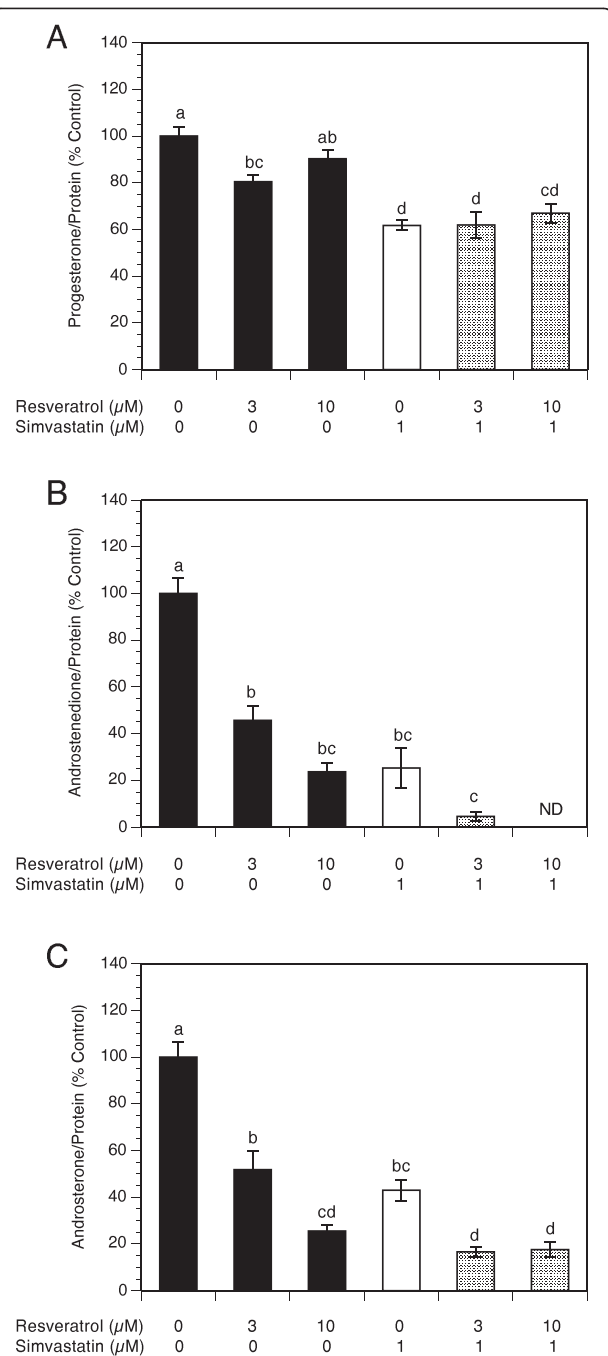 A
Progesterone/Protein (% Control)
140
120
100
80
60
40
20
0
a
bc
ab
d
d
cd
Resveratrol (µM) 0 3 10 0 3 10
Simvastatin (µM) 0 0 0 1 1 1
B
Androstenedione/Protein (% Control)
140
120
100
80
60
40
20
0
a
b
bc
bc
c
ND
Resveratrol (µM) 0 3 10 0 3 10
Simvastatin (µM) 0 0 0 1 1 1
C
Androsterone/Protein (% Control)
140
120
100
80
60
40
20
0
a
b
cd
bc
d
d
Resveratrol (µM) 0 3 10 0 3 10
Simvastatin (µM) 0 0 0 1 1 1